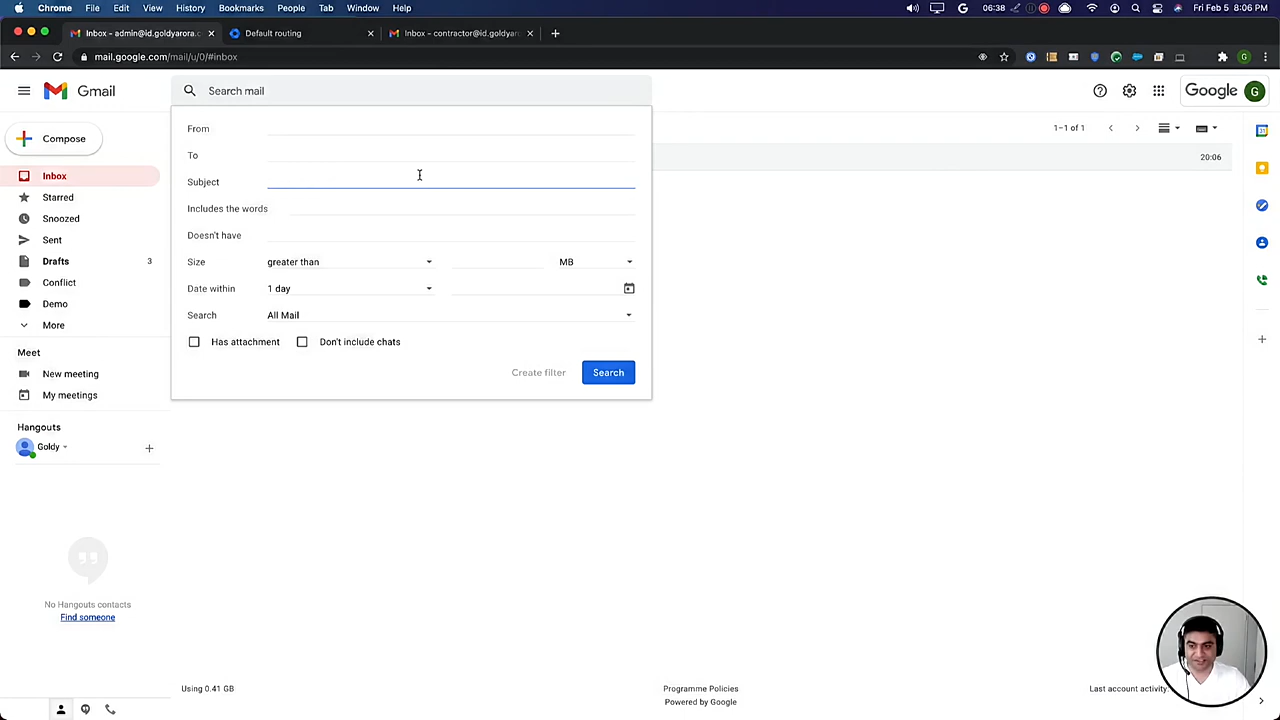 Chrome File Edit View History Bookmarks People Tab Window Help 06:38 Fri Feb 5 8:06 PM
Inbox - admin@id.goldyarora.c Default routing Inbox - contractor@id.goldyaro
mail.google.com/mail/u/0/#inbox
Gmail Search mail Google G
Compose
From
To
Subject
Includes the words
Doesn't have
Size greater than MB
Date within 1 day
Search All Mail
Has attachment Don't include chats
Create filter Search
1–1 of 1
20:06
Inbox
Starred
Snoozed
Sent
Drafts 3
Conflict
Demo
More
Meet
New meeting
My meetings
Hangouts
Goldy
No Hangouts contacts
Find someone
Using 0.41 GB
Programme Policies
Powered by Google
Last account activity: